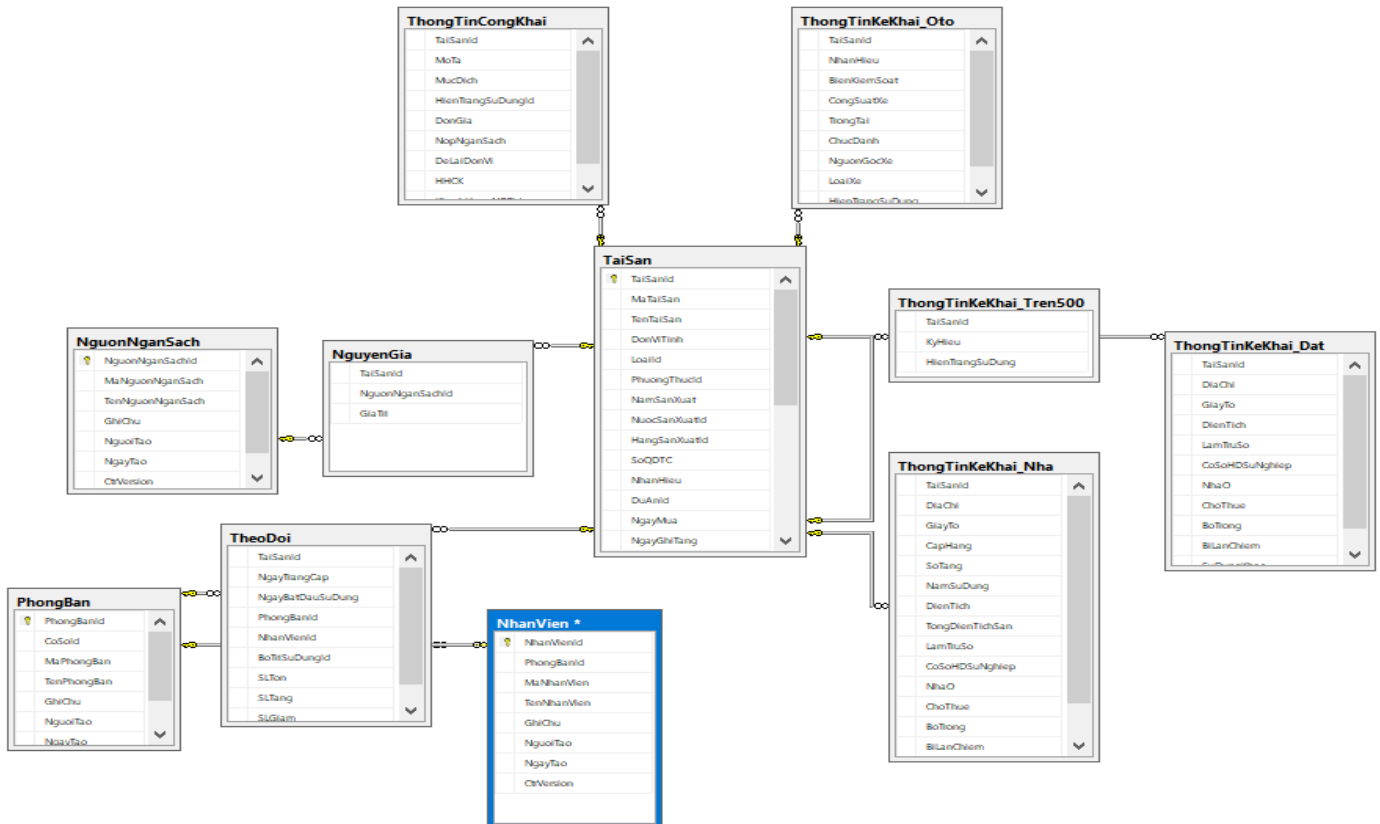 ThongTinCongKhai
TaiSanId
MoTa
MucDich
HienTrangSuDungId
DonGia
NopNganSach
DeLaiDonVi
HHCK
ThongTinKeKhai_Oto
TaiSanId
NhanHieu
BienKiemSoat
CongSuatXe
TrongTai
ChucDanh
NguonGocXe
LoaiXe
HienTrangSuDung
TaiSan
TaiSanId
MaTaiSan
TenTaiSan
DonViTinh
LoaiId
PhuongThucId
NamSanXuat
NuocSanXuatId
HangSanXuatId
SoQDTC
NhanHieu
DuAnId
NgayMua
NgayGhiTang
ThongTinKeKhai_Tren500
TaiSanId
KyHieu
HienTrangSuDung
NguonNganSach
NguonNganSachId
MaNguonNganSach
TenNguonNganSach
GhiChu
NguoiTao
NgayTao
CtrVersion
NguyenGia
TaiSanId
NguonNganSachId
GiaTri
ThongTinKeKhai_Dat
TaiSanId
DiaChi
GiayTo
DienTich
LamTruSo
CoSoHDSuNghiep
NhaO
ChoThue
BoTrong
BiLanChiem
SuDungKhac
ThongTinKeKhai_Nha
TaiSanId
DiaChi
GiayTo
CapHang
SoTang
NamSuDung
DienTich
TongDienTichSan
LamTruSo
CoSoHDSuNghiep
NhaO
ChoThue
BoTrong
BiLanChiem
TheoDoi
TaiSanId
NgayTrangCap
NgayBatDauSuDung
PhongBanId
NhanVienId
BoTriSuDungId
SLTon
SLTang
SLGiam
PhongBan
PhongBanId
CoSoId
MaPhongBan
TenPhongBan
GhiChu
NguoiTao
NgayTao
NhanVien *
NhanVienId
PhongBanId
MaNhanVien
TenNhanVien
GhiChu
NguoiTao
NgayTao
CtrVersion